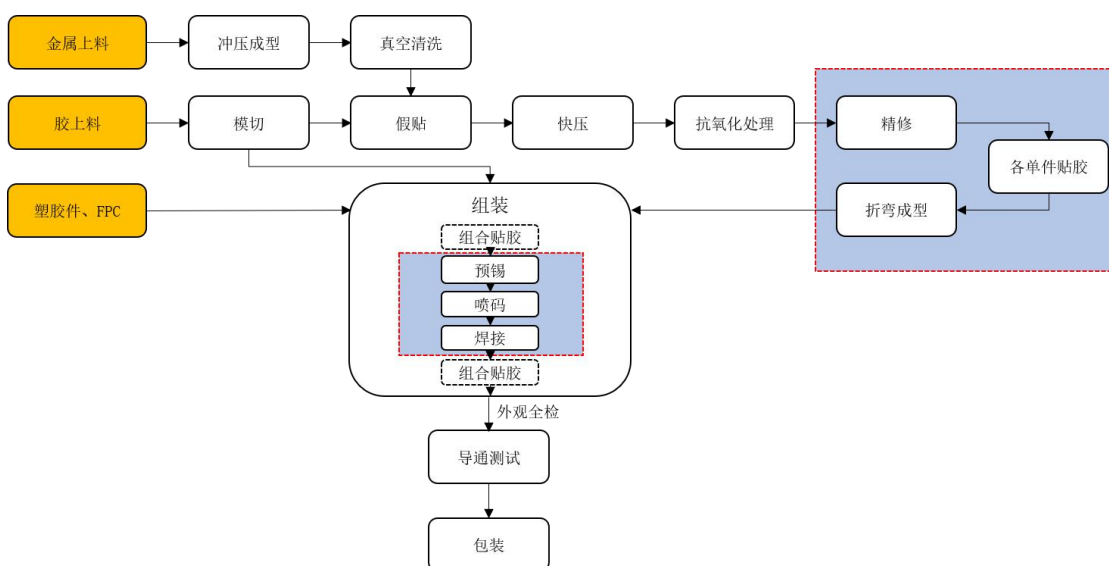 金属上料
冲压成型
真空清洗
胶上料
模切
假贴
快压
抗氧化处理
精修
各单件贴胶
折弯成型
塑胶件、FPC
组装
组合贴胶
预锡
喷码
焊接
组合贴胶
外观全检
导通测试
包装